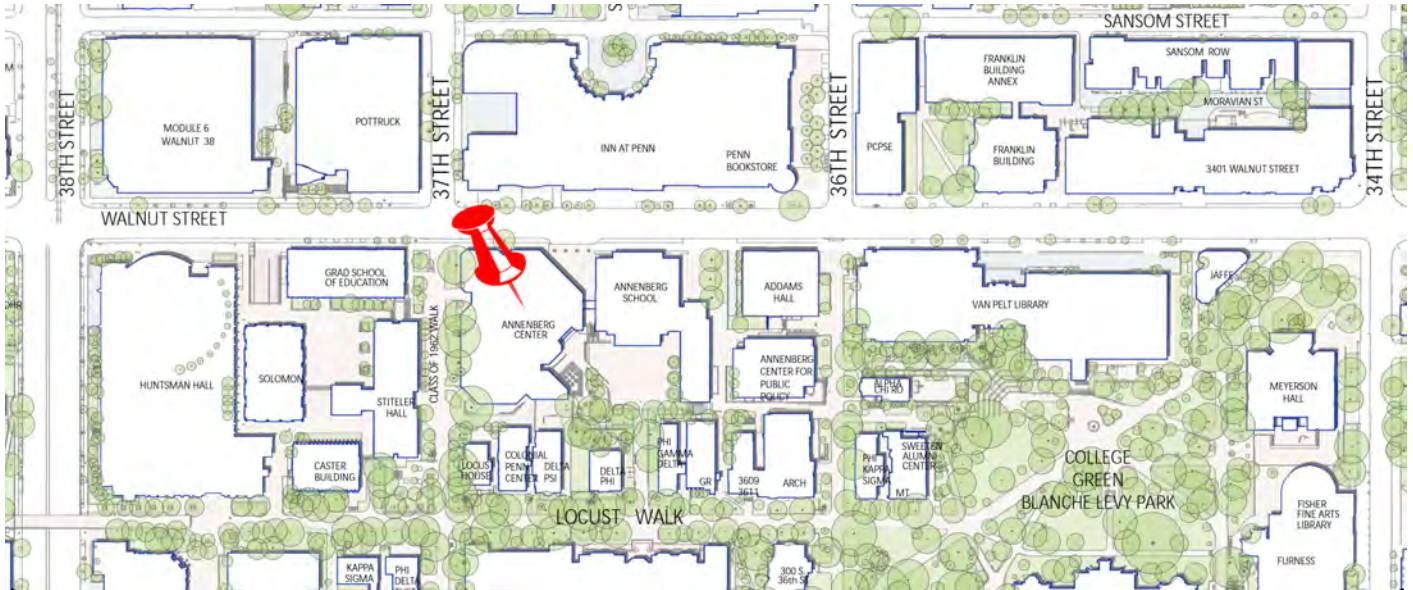 SANSOM STREET
SANSOM ROW
FRANKLIN
BUILDING
ANNEX
MORAVIAN ST
38TH STREET
MODULE 6
WALNUT 38
POTTRUCK
37TH STREET
INN AT PENN
PENN
BOOKSTORE
36TH STREET
PCPSE
FRANKLIN
BUILDING
3401 WALNUT STREET
34TH STREET
WALNUT STREET
GRAD SCHOOL
OF EDUCATION
CLASS OF 1962 WALK
ANNENBERG
CENTER
ANNENBERG
SCHOOL
ADDAMS
HALL
VAN PELT LIBRARY
JAFFE
HUNTSMAN HALL
SOLOMON
STITELER
HALL
ANNENBERG
CENTER FOR
PUBLIC
POLICY
ALPHA
CHI RO
MEYERSON
HALL
CASTER
BUILDING
LOCUST
HOUSE
COLONIAL
PENN
CENTER
DELTA
PSI
DELTA
PHI
PHI
GAMMA
DELTA
GR
3609
3611
ARCH
PHI
KAPPA
SIGMA
SWEETEN
ALUMNI
CENTER
MT.
COLLEGE
GREEN
BLANCHE LEVY PARK
LOCUST WALK
FISHER
FINE ARTS
LIBRARY
FURNESS
KAPPA
SIGMA
PHI
DELTA
300 S.
36th St